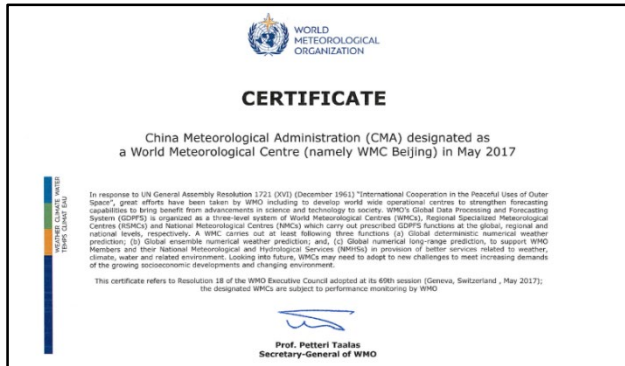 WORLD
METEOROLOGICAL
ORGANIZATION
CERTIFICATE
China Meteorological Administration (CMA) designated as
a World Meteorological Centre (namely WMC Beijing) in May 2017
WEATHER CLIMATE WATER
TEMPS CLIMAT EAU
In response to UN General Assembly Resolution 1721 (XVI) (December 1961) "International Cooperation in the Peaceful Uses of Outer
Space", great efforts have been taken by WMO including to develop world wide operational centres to strengthen forecasting
capabilities to bring benefit from advancements in science and technology to society. WMO's Global Data Processing and Forecasting
System (GDPFS) is organized as a three-level system of World Meteorological Centres (WMCs), Regional Specialized Meteorological
Centres (RSMCs) and National Meteorological Centres (NMCs) which carry out prescribed GDPFS functions at the global, regional and
national levels, respectively. A WMC carries out at least following three functions (a) Global deterministic numerical weather
prediction; (b) Global ensemble numerical weather prediction; and, (c) Global numerical long-range prediction, to support WMO
Members and their National Meteorological and Hydrological Services (NMHSs) in provision of better services related to weather,
climate, water and related environment. Looking into future, WMCs may need to adopt to new challenges to meet increasing demands
of the growing socioeconomic developments and changing environment.
This certificate refers to Resolution 18 of the WMO Executive Council adopted at its 69th session (Geneva, Switzerland , May 2017);
the designated WMCs are subject to performance monitoring by WMO
Prof. Petteri Taalas
Secretary-General of WMO